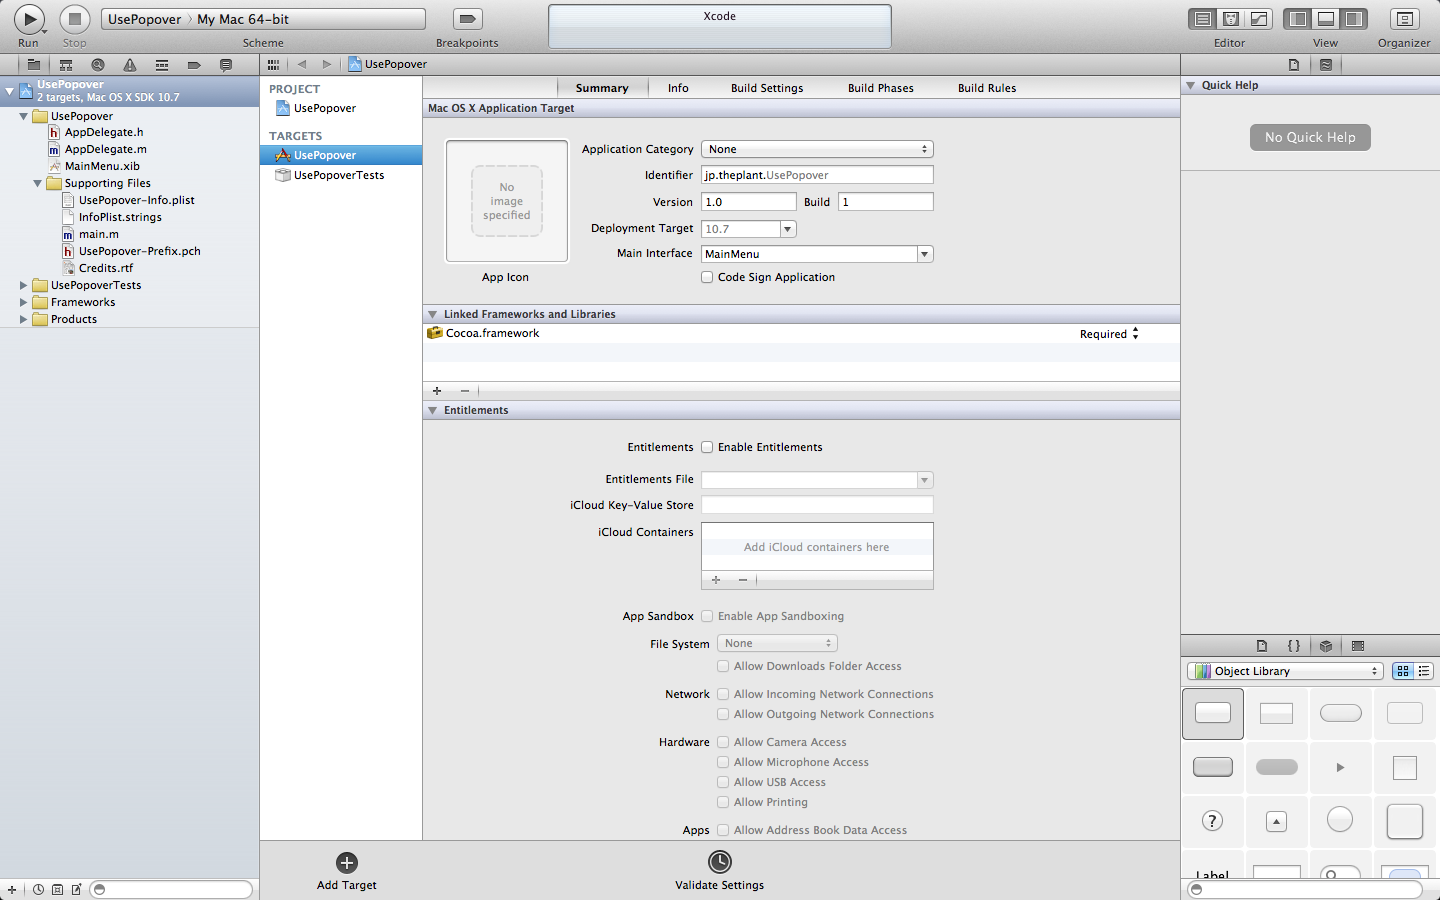 UsePopover 〉 My Mac 64-bit
Xcode
Run
Stop
Scheme
Breakpoints
Editor
View
Organizer
UsePopover
2 targets, Mac OS X SDK 10.7
UsePopover
AppDelegate.h
AppDelegate.m
MainMenu.xib
Supporting Files
UsePopover-Info.plist
InfoPlist.strings
main.m
UsePopover-Prefix.pch
Credits.rtf
UsePopoverTests
Frameworks
Products
UsePopover
PROJECT
UsePopover
TARGETS
UsePopover
UsePopoverTests
Summary
Info
Build Settings
Build Phases
Build Rules
Mac OS X Application Target
No
image
specified
App Icon
Application Category None
Identifier jp.theplant.UsePopover
Version 1.0 Build 1
Deployment Target 10.7
Main Interface MainMenu
Code Sign Application
Linked Frameworks and Libraries
Cocoa.framework Required
Entitlements
Entitlements Enable Entitlements
Entitlements File
iCloud Key-Value Store
iCloud Containers
Add iCloud containers here
App Sandbox Enable App Sandboxing
File System None
Allow Downloads Folder Access
Network Allow Incoming Network Connections
Allow Outgoing Network Connections
Hardware Allow Camera Access
Allow Microphone Access
Allow USB Access
Allow Printing
Apps Allow Address Book Data Access
Add Target
Validate Settings
Quick Help
No Quick Help
{ }
Object Library
?
Label